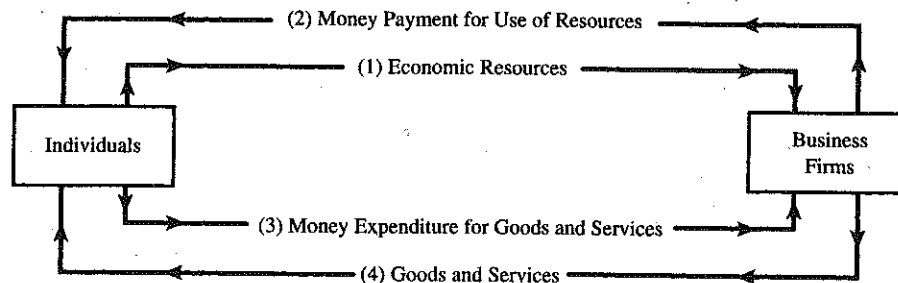 (2) Money Payment for Use of Resources
(1) Economic Resources
Individuals
Business
Firms
(3) Money Expenditure for Goods and Services
(4) Goods and Services